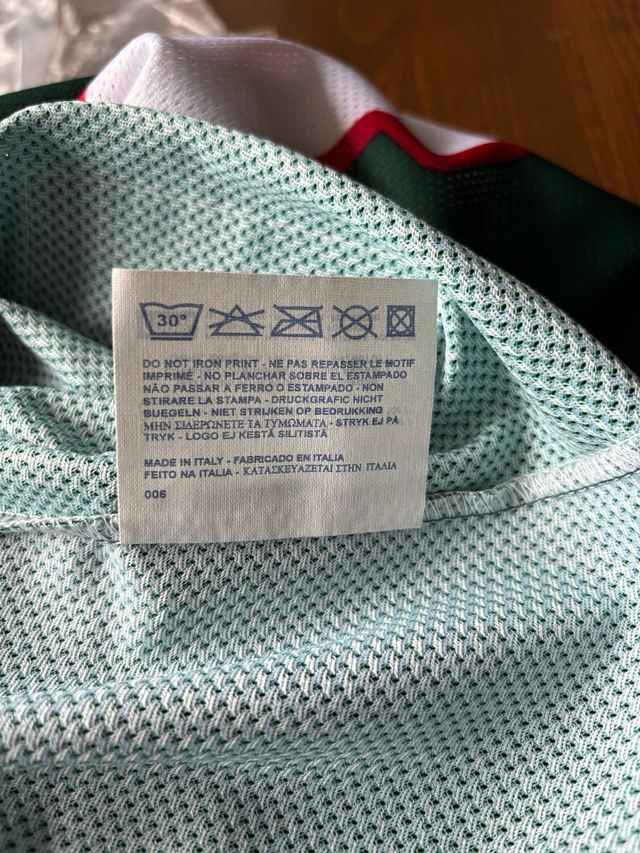 30°
DO NOT IRON PRINT - NE PAS REPASSER LE MOTIF
IMPRIMÉ - NO PLANCHAR SOBRE EL ESTAMPADO
NÃO PASSAR A FERRO O ESTAMPADO - NON
STIRARE LA STAMPA - DRUCKGRAFIC NICHT
BUEGELN - NIET STRIJKEN OP BEDRUKKING
ΜΗΝ ΣΙΔΕΡΩΝΕΤΕ ΤΑ ΤΥΜΩΜΑΤΑ - STRYK EJ PÅ
TRYK - LOGO EJ KESTÄ SILITISTÄ
MADE IN ITALY - FABRICADO EN ITALIA
FEITO NA ITALIA - ΚΑΤΑΣΚΕΥΑΖΕΤΑΙ ΣΤΗΝ ΙΤΑΛΙΑ
006